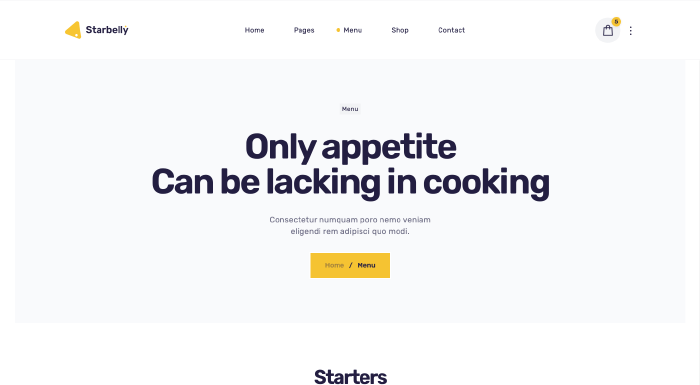 Starbelly
Home
Pages
Menu
Shop
Contact
5
Menu
Only appetite
Can be lacking in cooking
Consectetur numquam poro nemo veniam
eligendi rem adipisci quo modi.
Home / Menu
Starters